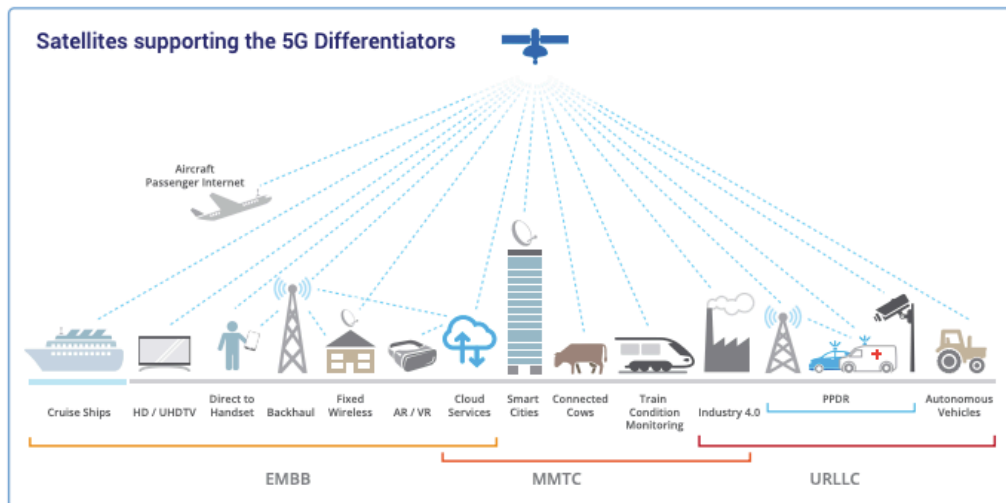 Satellites supporting the 5G Differentiators
Aircraft
Passenger Internet
Cruise Ships
HD / UHDTV
Direct to
Handset
Backhaul
Fixed
Wireless
AR / VR
Cloud
Services
Smart
Cities
Connected
Cows
Train
Condition
Monitoring
Industry 4.0
PPDR
Autonomous
Vehicles
EMBB
MMTC
URLLC